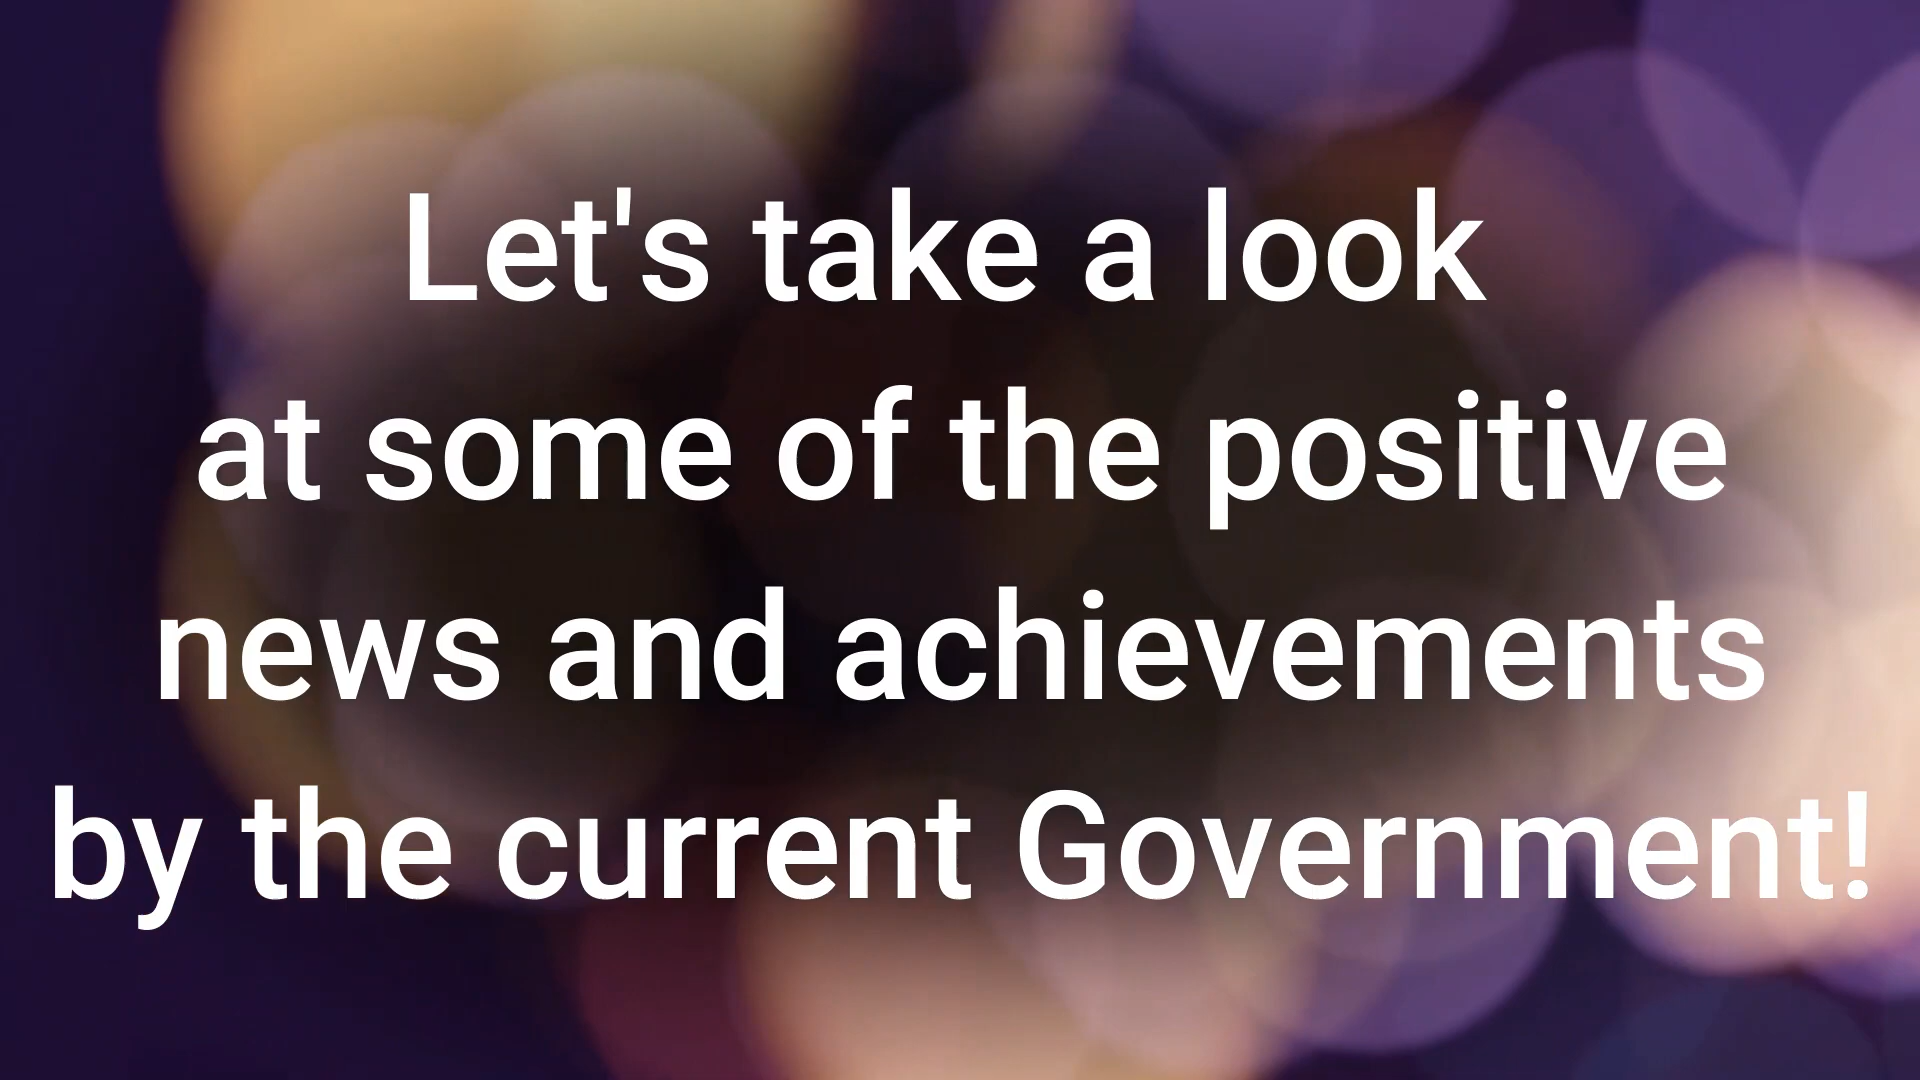 Let's take a look
at some of the positive
news and achievements
by the current Government!